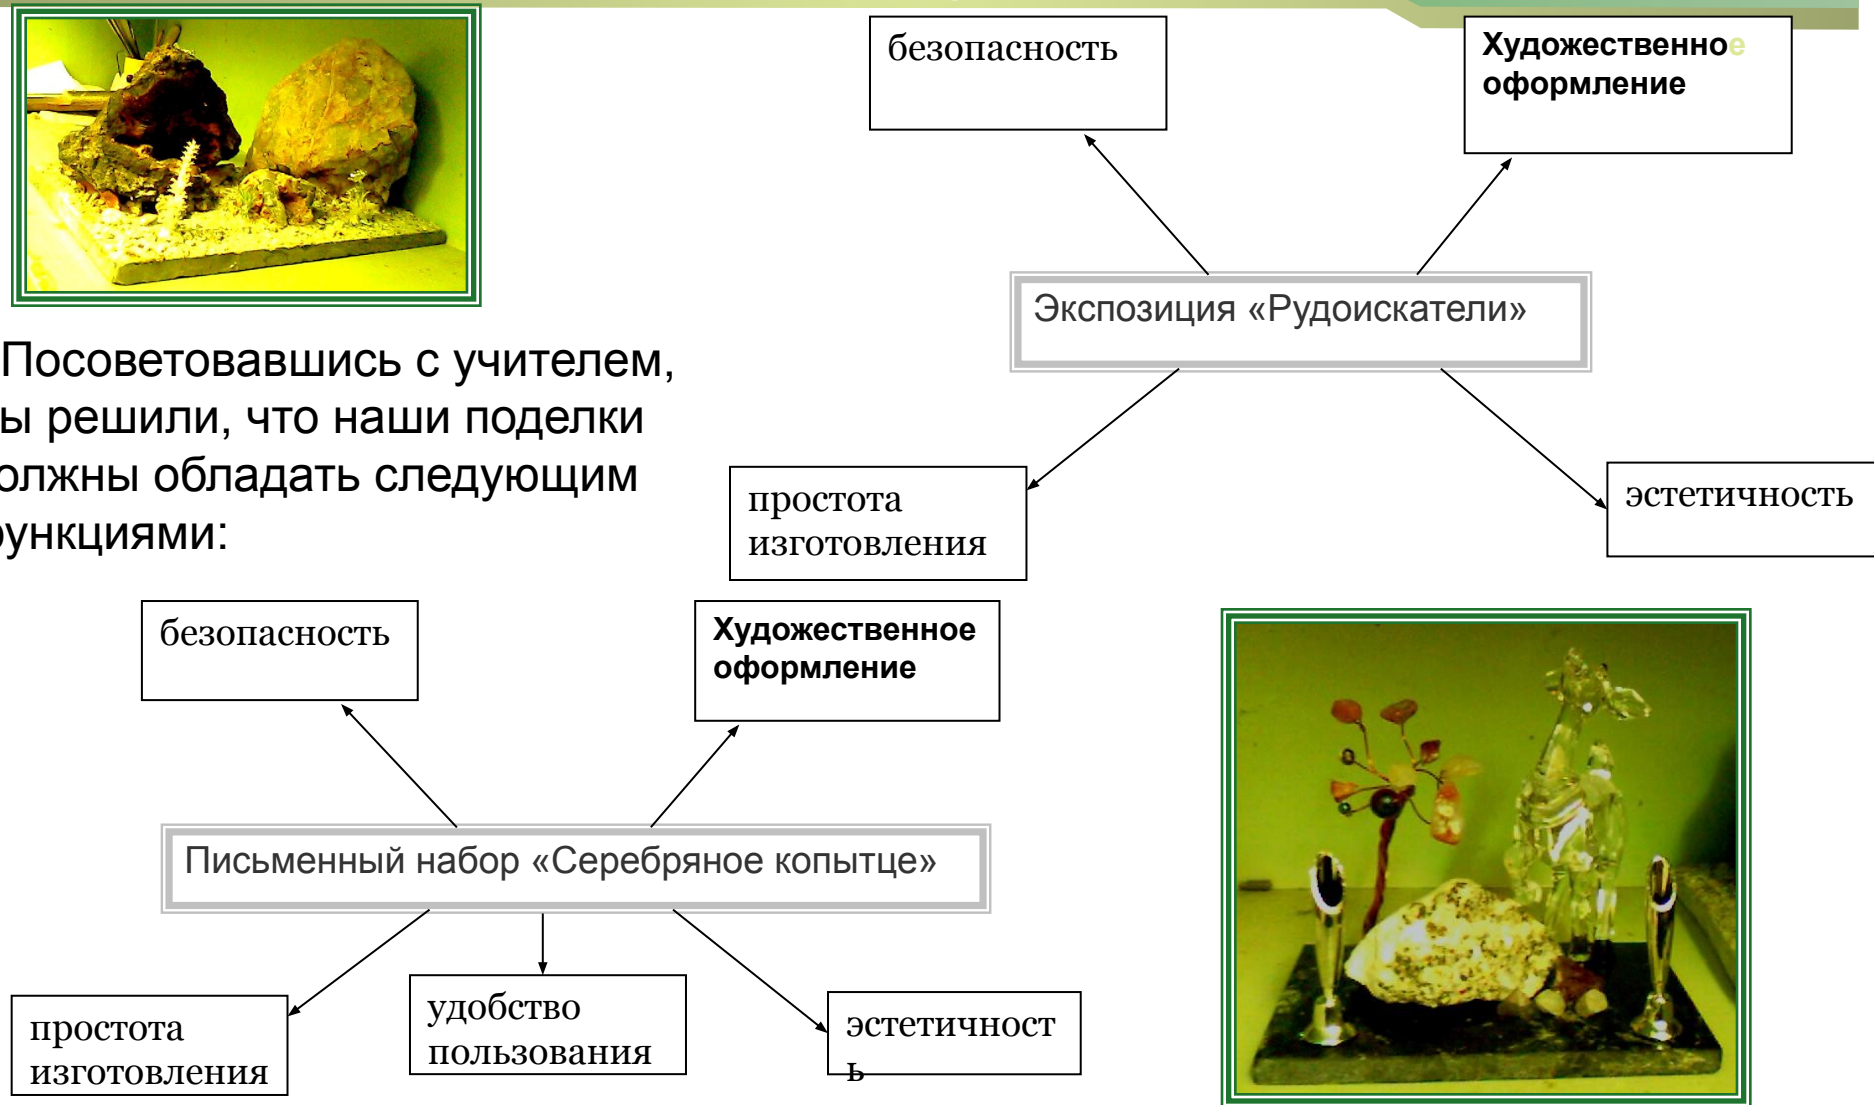 безопасность
Художественное
оформление
Экспозиция «Рудоискатели»
Посоветовавшись с учителем,
ы решили, что наши поделки
олжны обладать следующим
функциями:
простота
изготовления
эстетичность
безопасность
Художественное
оформление
Письменный набор «Серебряное копытце»
простота
изготовления
удобство
пользования
эстетичност
ь